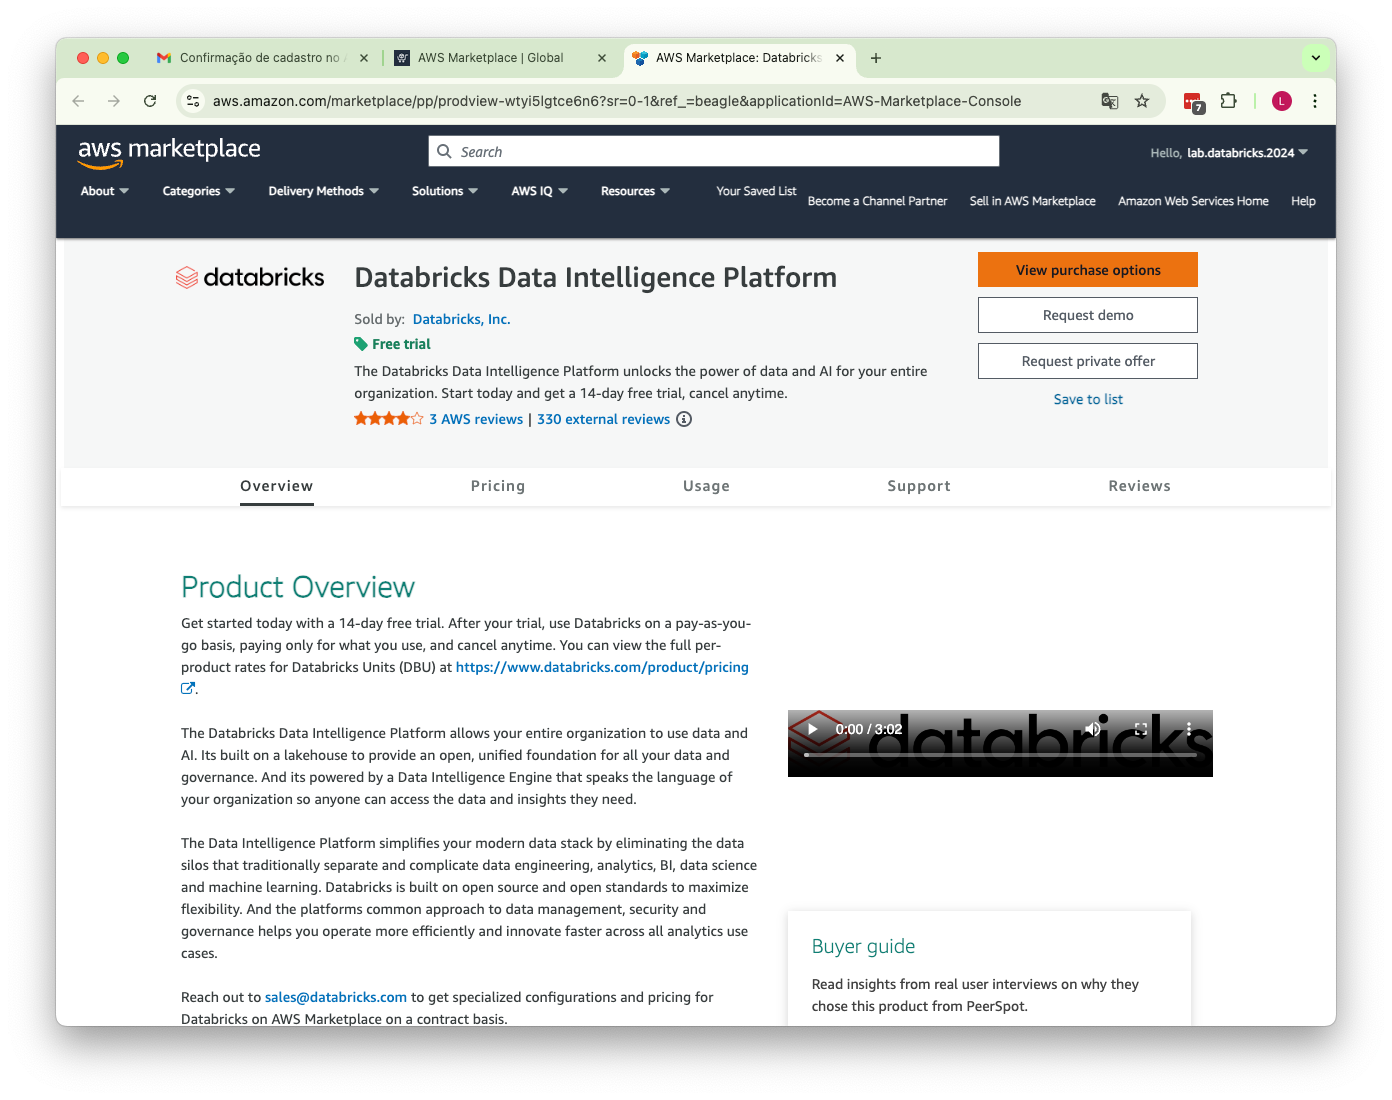 Confirmação de cadastro no
AWS Marketplace | Global
AWS Marketplace: Databricks
aws.amazon.com/marketplace/pp/prodview-wtyi5lgtce6n6?sr=0-1&ref_=beagle&applicationId=AWS-Marketplace-Console
7
L
aws marketplace
Search
Hello, lab.databricks.2024
About
Categories
Delivery Methods
Solutions
AWS IQ
Resources
Your Saved List
Become a Channel Partner
Sell in AWS Marketplace
Amazon Web Services Home
Help
databricks
Databricks Data Intelligence Platform
Sold by: Databricks, Inc.
Free trial
The Databricks Data Intelligence Platform unlocks the power of data and AI for your entire
organization. Start today and get a 14-day free trial, cancel anytime.
3 AWS reviews | 330 external reviews
View purchase options
Request demo
Request private offer
Save to list
Overview
Pricing
Usage
Support
Reviews
Product Overview
Get started today with a 14-day free trial. After your trial, use Databricks on a pay-as-you-
go basis, paying only for what you use, and cancel anytime. You can view the full per-
product rates for Databricks Units (DBU) at https://www.databricks.com/product/pricing
.
The Databricks Data Intelligence Platform allows your entire organization to use data and
AI. Its built on a lakehouse to provide an open, unified foundation for all your data and
governance. And its powered by a Data Intelligence Engine that speaks the language of
your organization so anyone can access the data and insights they need.
The Data Intelligence Platform simplifies your modern data stack by eliminating the data
silos that traditionally separate and complicate data engineering, analytics, BI, data science
and machine learning. Databricks is built on open source and open standards to maximize
flexibility. And the platforms common approach to data management, security and
governance helps you operate more efficiently and innovate faster across all analytics use
cases.
Reach out to sales@databricks.com to get specialized configurations and pricing for
Databricks on AWS Marketplace on a contract basis.
databricks
0:00 / 3:02
Buyer guide
Read insights from real user interviews on why they
chose this product from PeerSpot.